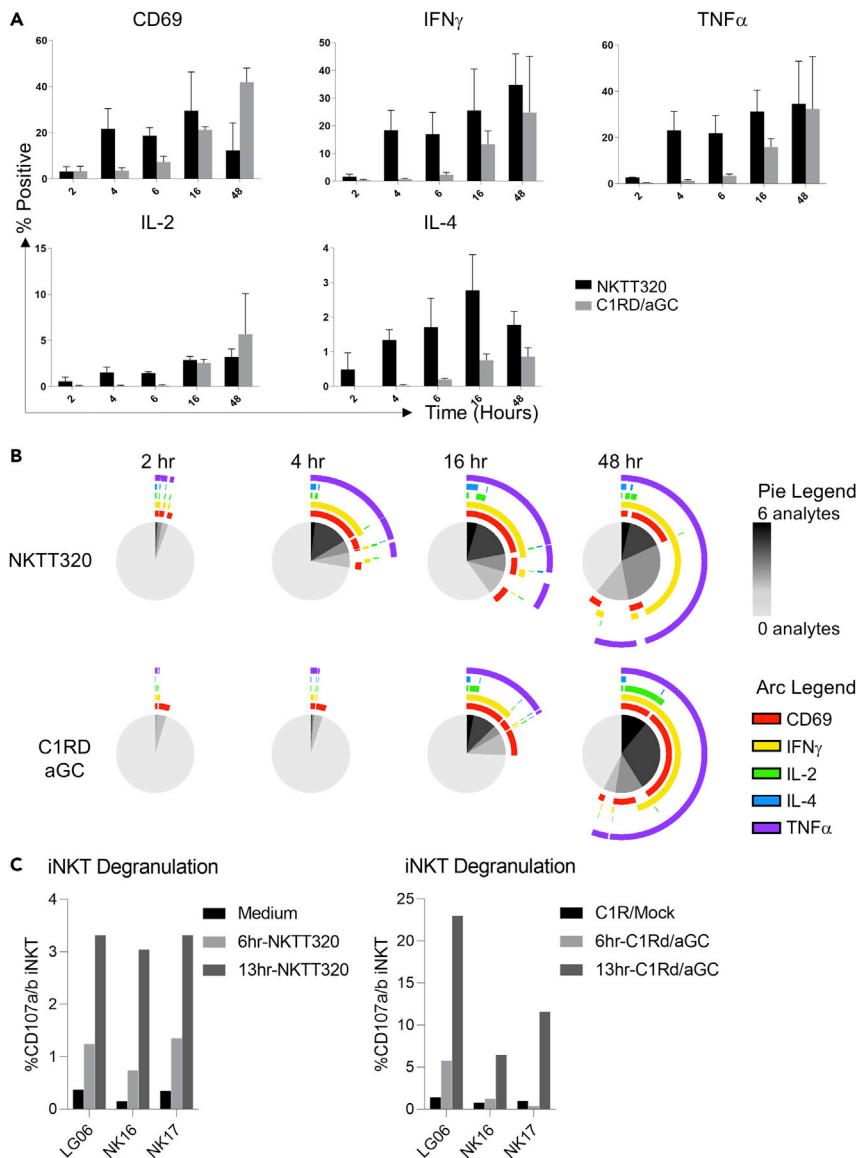 A
CD69
IFNγ
TNFα
% Positive
60
40
20
0
2 4 6 16 48
50
40
30
20
10
0
2 4 6 16 48
80
60
40
20
0
2 4 6 16 48
IL-2
IL-4
15
10
5
0
2 4 6 16 48
4
3
2
1
0
2 4 6 16 48
NKTT320
C1RD/aGC
Time (Hours)
B
2 hr
4 hr
16 hr
48 hr
Pie Legend
6 analytes
0 analytes
NKTT320
C1RD
aGC
Arc Legend
CD69
IFNγ
IL-2
IL-4
TNFα
C
iNKT Degranulation
%CD107a/b iNKT
4
3
2
1
0
LG06 NK16 NK17
Medium
6hr-NKTT320
13hr-NKTT320
iNKT Degranulation
%CD107a/b iNKT
25
20
15
10
5
0
LG06 NK16 NK17
C1R/Mock
6hr-C1Rd/aGC
13hr-C1Rd/aGC